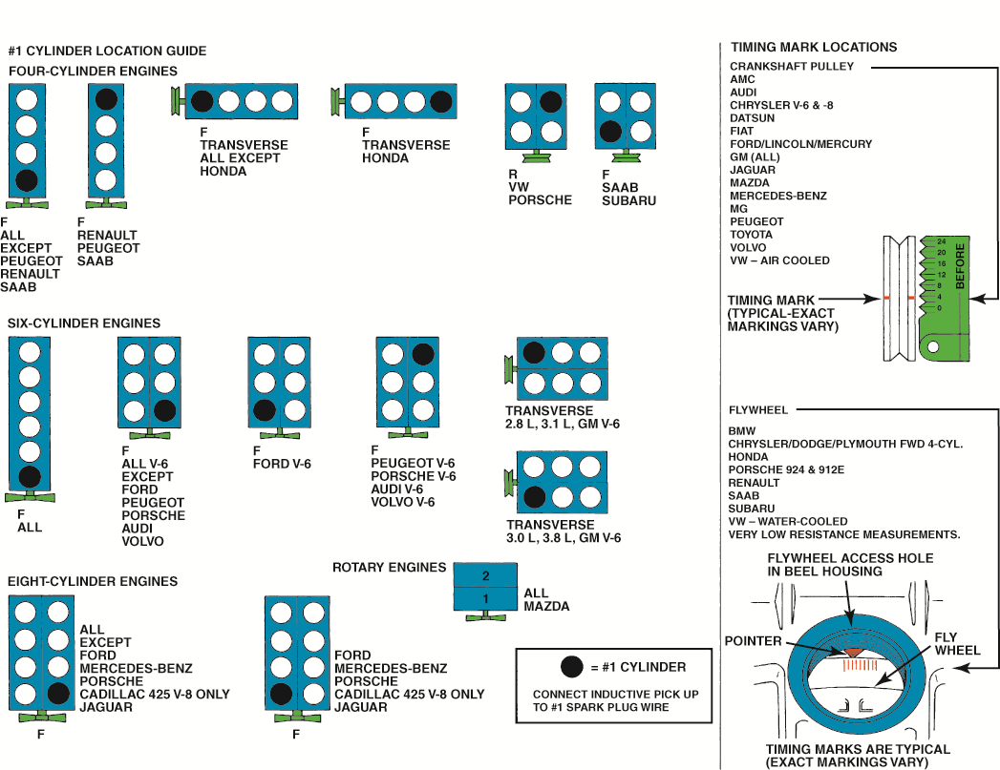 #1 CYLINDER LOCATION GUIDE
FOUR-CYLINDER ENGINES
F
ALL
EXCEPT
PEUGEOT
RENAULT
SAAB
F
RENAULT
PEUGEOT
SAAB
F
TRANSVERSE
ALL EXCEPT
HONDA
F
TRANSVERSE
HONDA
R
VW
PORSCHE
F
SAAB
SUBARU
SIX-CYLINDER ENGINES
F
ALL
F
ALL V-6
EXCEPT
FORD
PEUGEOT
PORSCHE
AUDI
VOLVO
F
FORD V-6
F
PEUGEOT V-6
PORSCHE V-6
AUDI V-6
VOLVO V-6
TRANSVERSE
2.8 L, 3.1 L, GM V-6
TRANSVERSE
3.0 L, 3.8 L, GM V-6
ROTARY ENGINES
2
1
ALL
MAZDA
EIGHT-CYLINDER ENGINES
ALL
EXCEPT
FORD
MERCEDES-BENZ
PORSCHE
CADILLAC 425 V-8 ONLY
JAGUAR
F
FORD
MERCEDES-BENZ
PORSCHE
CADILLAC 425 V-8 ONLY
JAGUAR
F
= #1 CYLINDER
CONNECT INDUCTIVE PICK UP
TO #1 SPARK PLUG WIRE
TIMING MARK LOCATIONS
CRANKSHAFT PULLEY
AMC
AUDI
CHRYSLER V-6 & -8
DATSUN
FIAT
FORD/LINCOLN/MERCURY
GM (ALL)
JAGUAR
MAZDA
MERCEDES-BENZ
MG
PEUGEOT
TOYOTA
VOLVO
VW – AIR COOLED
TIMING MARK
(TYPICAL-EXACT
MARKINGS VARY)
24
20
16
12
8
4
0
BEFORE
FLYWHEEL
BMW
CHRYSLER/DODGE/PLYMOUTH FWD 4-CYL.
HONDA
PORSCHE 924 & 912E
RENAULT
SAAB
SUBARU
VW – WATER-COOLED
VERY LOW RESISTANCE MEASUREMENTS.
FLYWHEEL ACCESS HOLE
IN BEEL HOUSING
POINTER
FLY
WHEEL
TIMING MARKS ARE TYPICAL
(EXACT MARKINGS VARY)